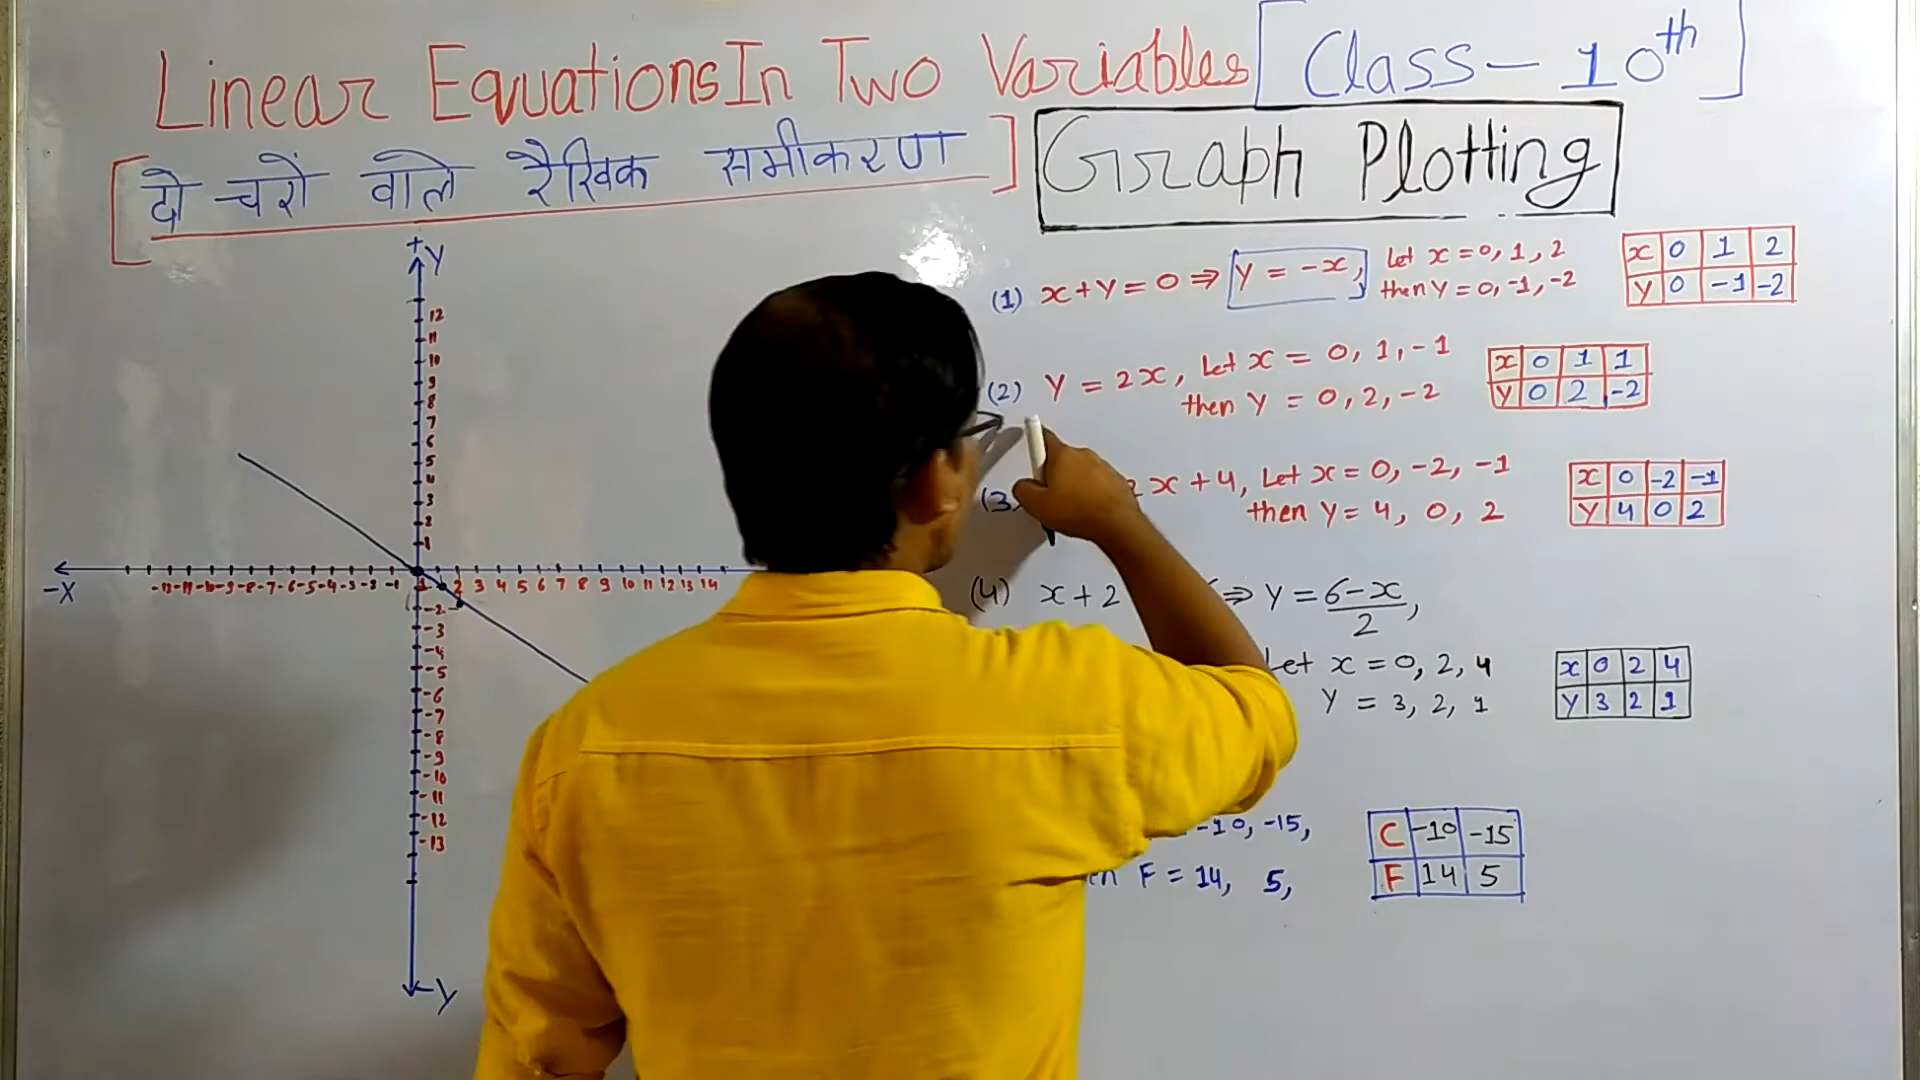 Linear Equations In Two Variables [Class - 10th]
[दो चरों वाले रैखिक समीकरण]
Graph Plotting
+Y
12
11
10
9
8
7
6
5
4
3
2
1
-X
-9 -8 -7 -6 -5 -4 -3 -2 -1 1 2 3 4 5 6 7 8 9 10 11 12 13 14
-2
-3
-4
-5
-6
-7
-8
-9
-10
-11
-12
-13
-Y
(1) x+Y=0 ⇒ Y = -x, Let x = 0, 1, 2
then Y = 0, -1, -2
x 0 1 2
Y 0 -1 -2
(2) Y = 2x, Let x = 0, 1, -1
then Y = 0, 2, -2
x 0 1 1
Y 0 2 -2
(3) 2x+4, Let x = 0, -2, -1
then Y = 4, 0, 2
x 0 -2 -1
Y 4 0 2
(4) x+2 ⇒ Y = 6-x/2,
Let x = 0, 2, 4
Y = 3, 2, 1
x 0 2 4
Y 3 2 1
-10, -15,
F = 14, 5,
C -10 -15
F 14 5